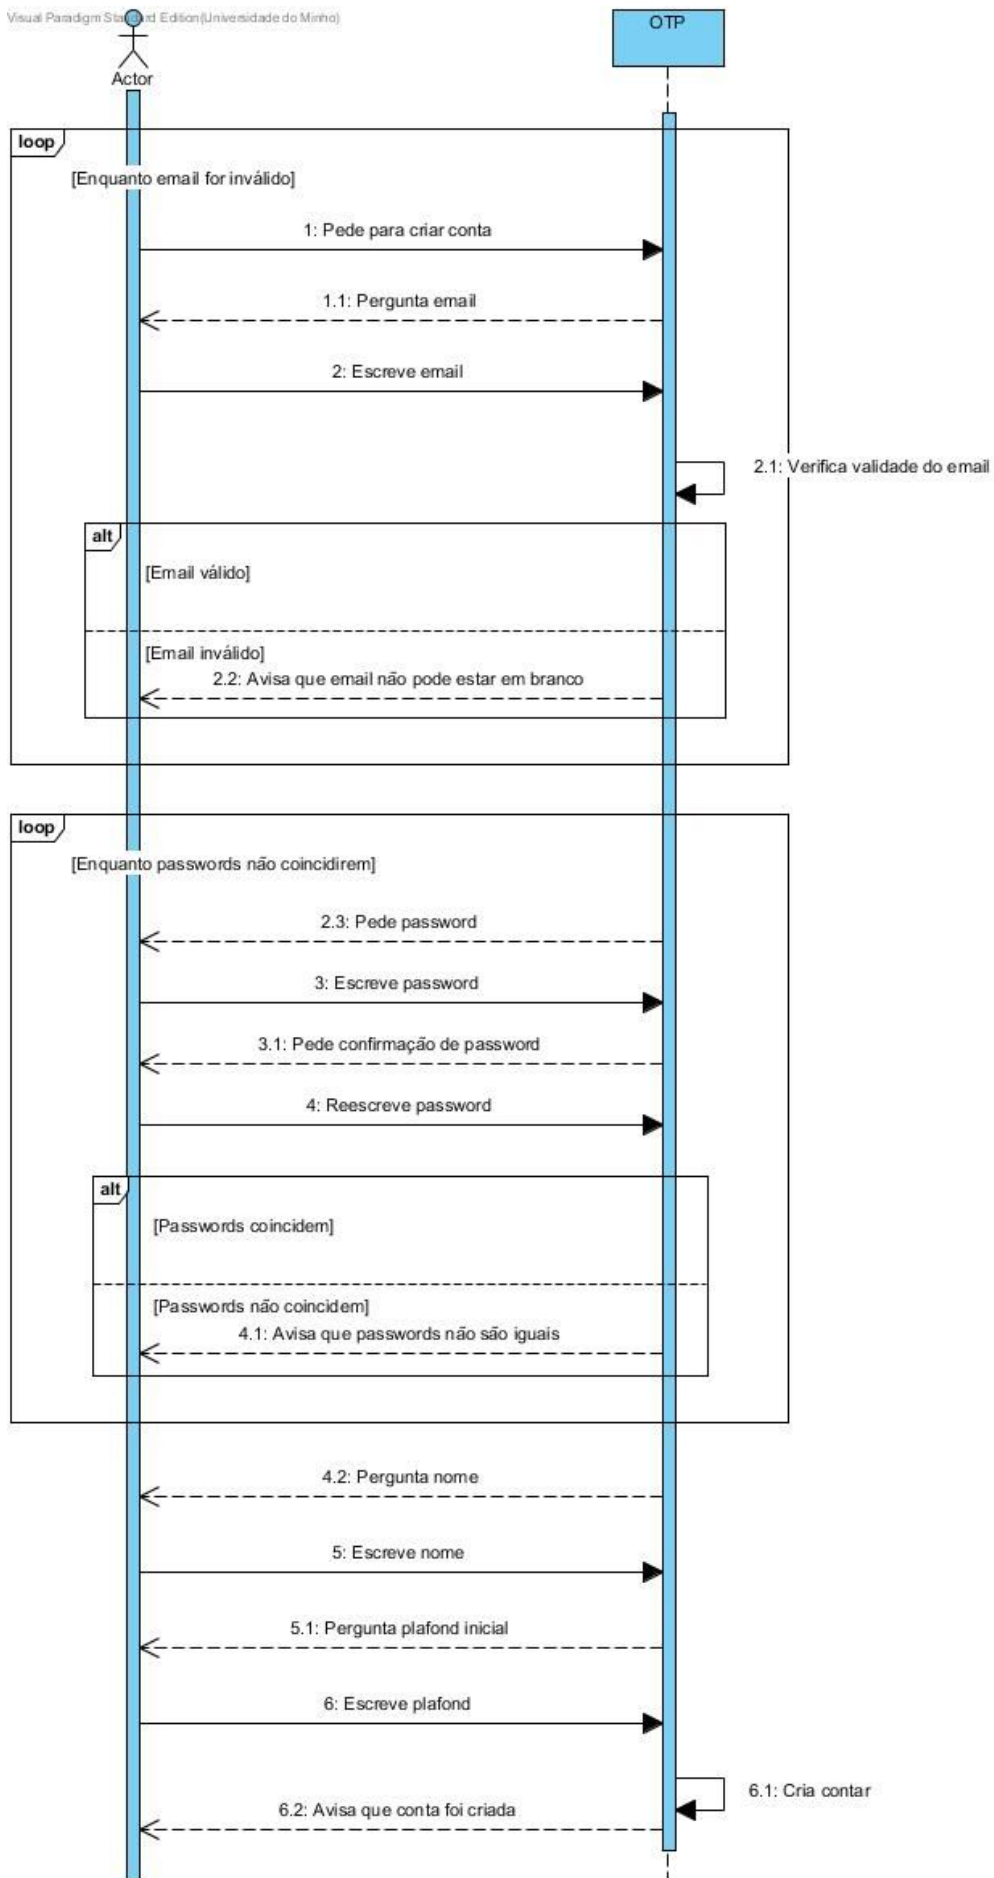 Visual Paradigm Standard Edition(Universidade do Minho)
OTP
Actor
loop
[Enquanto email for inválido]
1: Pede para criar conta
1.1: Pergunta email
2: Escreve email
2.1: Verifica validade do email
alt
[Email válido]
[Email inválido]
2.2: Avisa que email não pode estar em branco
loop
[Enquanto passwords não coincidirem]
2.3: Pede password
3: Escreve password
3.1: Pede confirmação de password
4: Reescreve password
alt
[Passwords coincidem]
[Passwords não coincidem]
4.1: Avisa que passwords não são iguais
4.2: Pergunta nome
5: Escreve nome
5.1: Pergunta plafond inicial
6: Escreve plafond
6.1: Cria contar
6.2: Avisa que conta foi criada